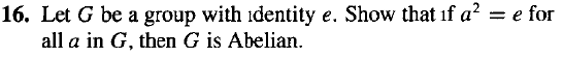 16. Let G be a group with identity e. Show that if a² = e for
all a in G, then G is Abelian.